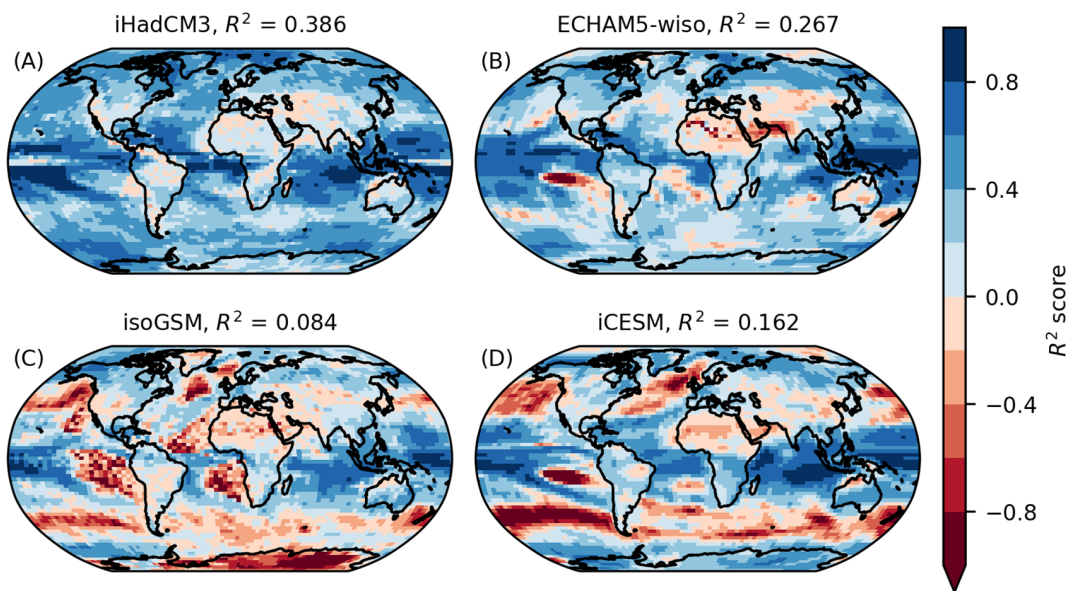 iHadCM3, R² = 0.386
ECHAM5-wiso, R² = 0.267
(A)
(B)
isoGSM, R² = 0.084
iCESM, R² = 0.162
(C)
(D)
0.8
0.4
0.0
−0.4
−0.8
R² score